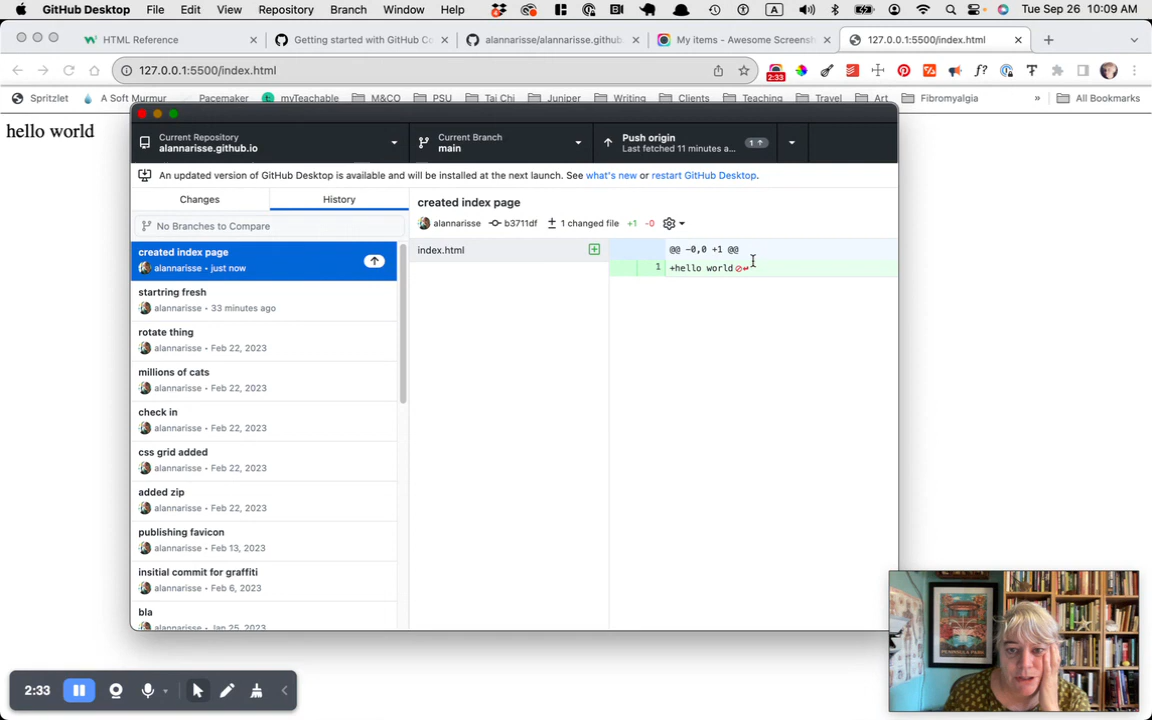 GitHub Desktop File Edit View Repository Branch Window Help Tue Sep 26 10:09 AM
HTML Reference Getting started with GitHub Co alannarisse/alannarisse.github. My items - Awesome Screensh 127.0.0.1:5500/index.html
127.0.0.1:5500/index.html 2:33
Spritzlet A Soft Murmur Pacemaker myTeachable M&CO PSU Tai Chi Juniper Writing Clients Teaching Travel Art Fibromyalgia » All Bookmarks
hello world
Current Repository
alannarisse.github.io
Current Branch
main
Push origin
Last fetched 11 minutes a...
1
An updated version of GitHub Desktop is available and will be installed at the next launch. See what's new or restart GitHub Desktop.
Changes History
No Branches to Compare
created index page
alannarisse • just now
startring fresh
alannarisse • 33 minutes ago
rotate thing
alannarisse • Feb 22, 2023
millions of cats
alannarisse • Feb 22, 2023
check in
alannarisse • Feb 22, 2023
css grid added
alannarisse • Feb 22, 2023
added zip
alannarisse • Feb 22, 2023
publishing favicon
alannarisse • Feb 13, 2023
insitial commit for graffiti
alannarisse • Feb 6, 2023
bla
alannarisse • Jan 25, 2023
created index page
alannarisse b3711df 1 changed file +1 -0
index.html
@@ -0,0 +1 @@
1 +hello world
2:33